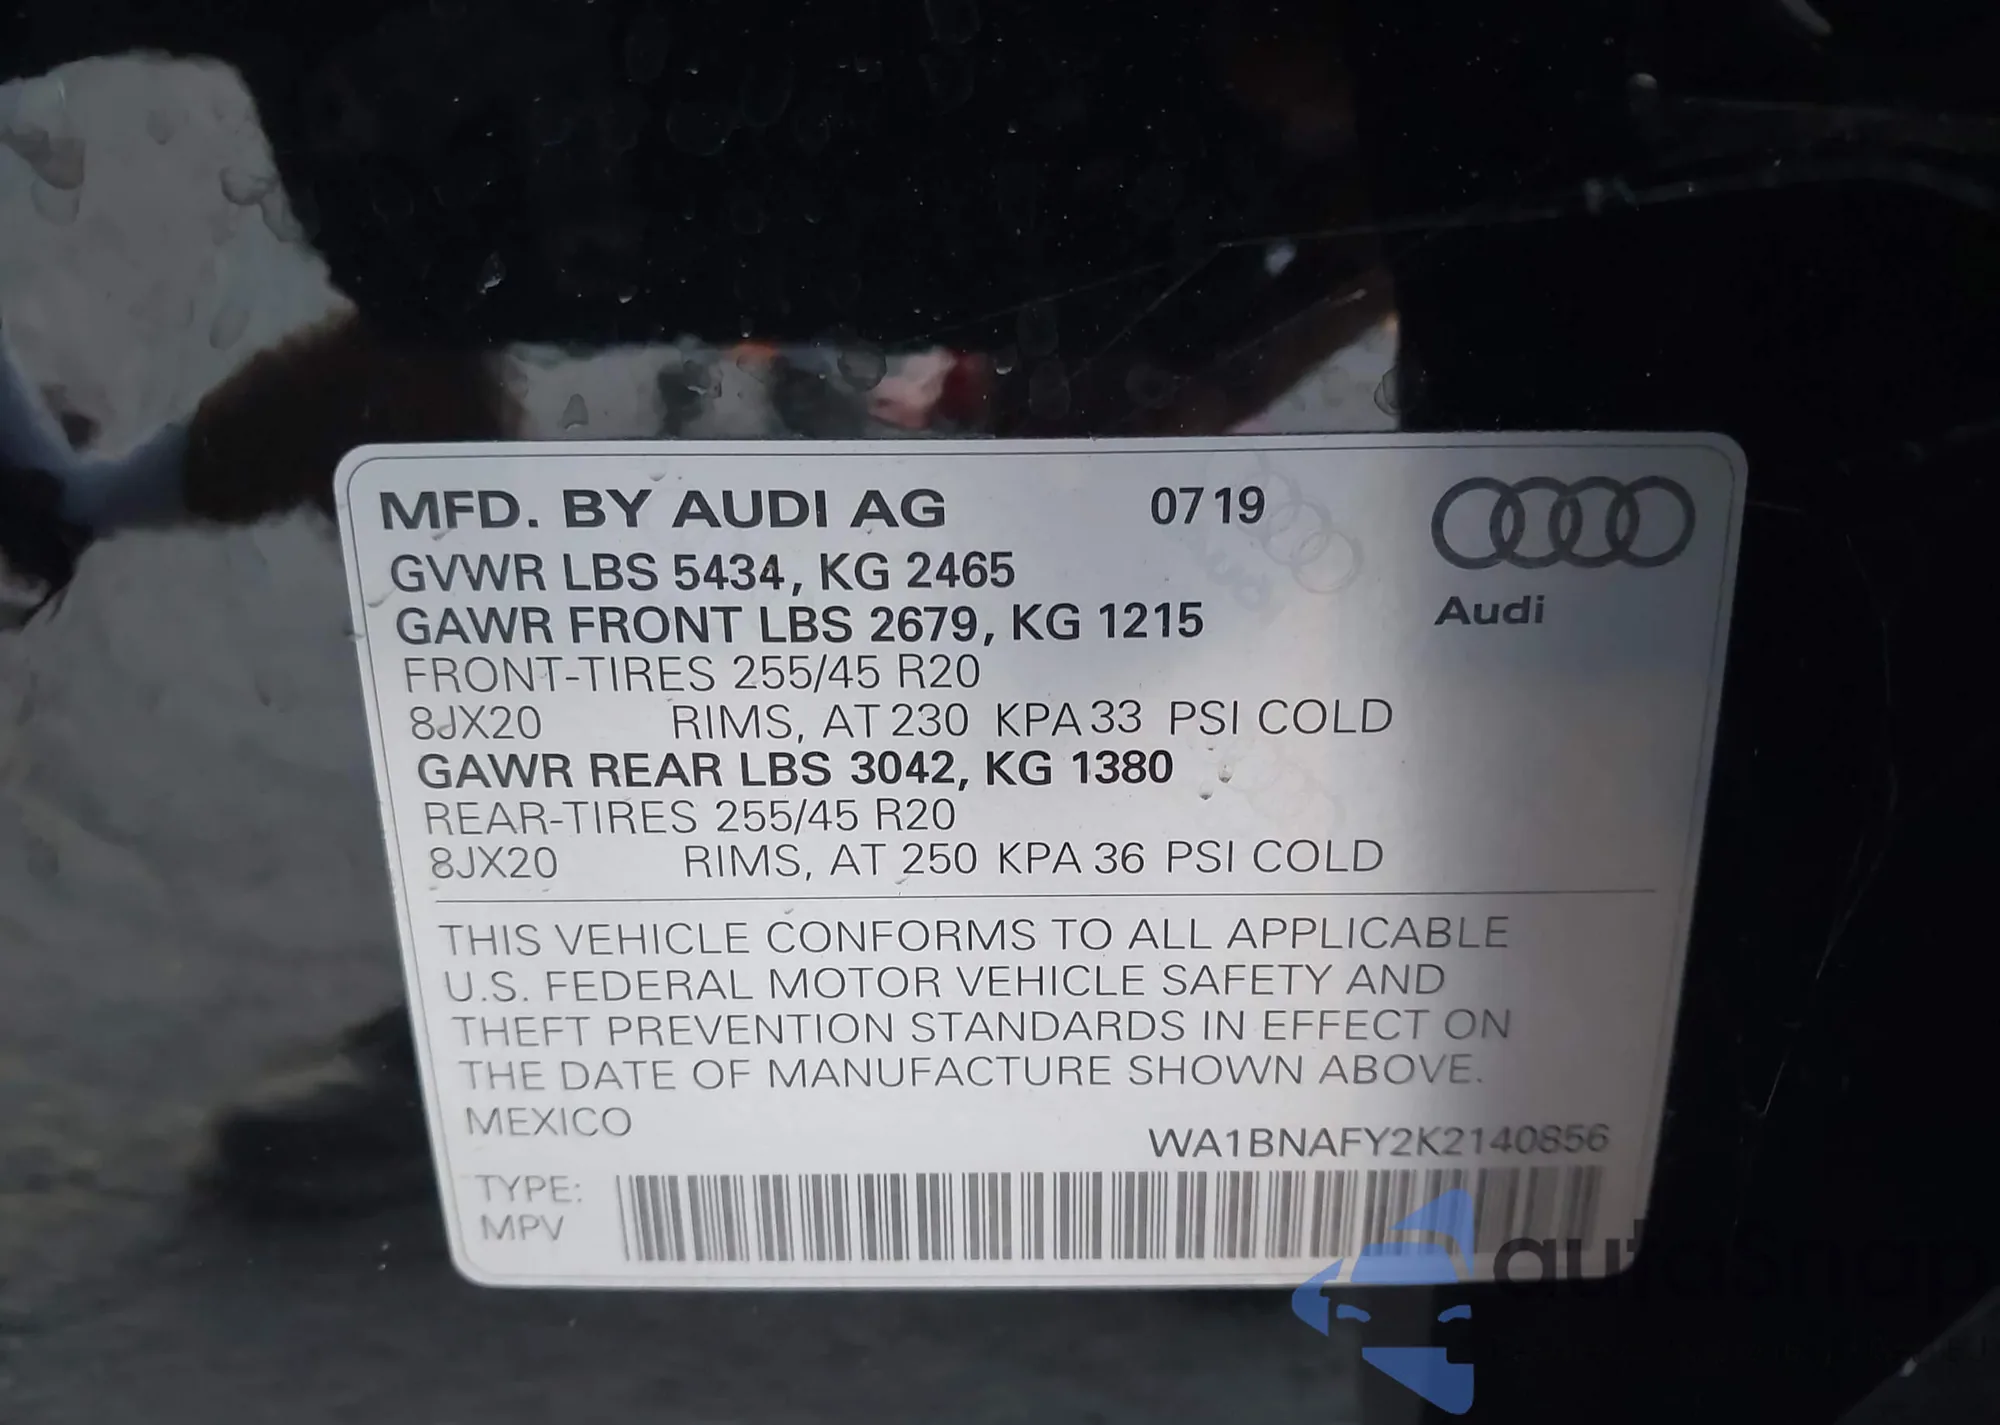 MFD. BY AUDI AG 07 19
GVWR LBS 5434, KG 2465
GAWR FRONT LBS 2679, KG 1215
Audi
FRONT-TIRES 255/45 R20
8JX20 RIMS, AT 230 KPA 33 PSI COLD
GAWR REAR LBS 3042, KG 1380
REAR-TIRES 255/45 R20
8JX20 RIMS, AT 250 KPA 36 PSI COLD
THIS VEHICLE CONFORMS TO ALL APPLICABLE
U.S. FEDERAL MOTOR VEHICLE SAFETY AND
THEFT PREVENTION STANDARDS IN EFFECT ON
THE DATE OF MANUFACTURE SHOWN ABOVE.
MEXICO
WA1BNAFY2K2140856
TYPE:
MPV